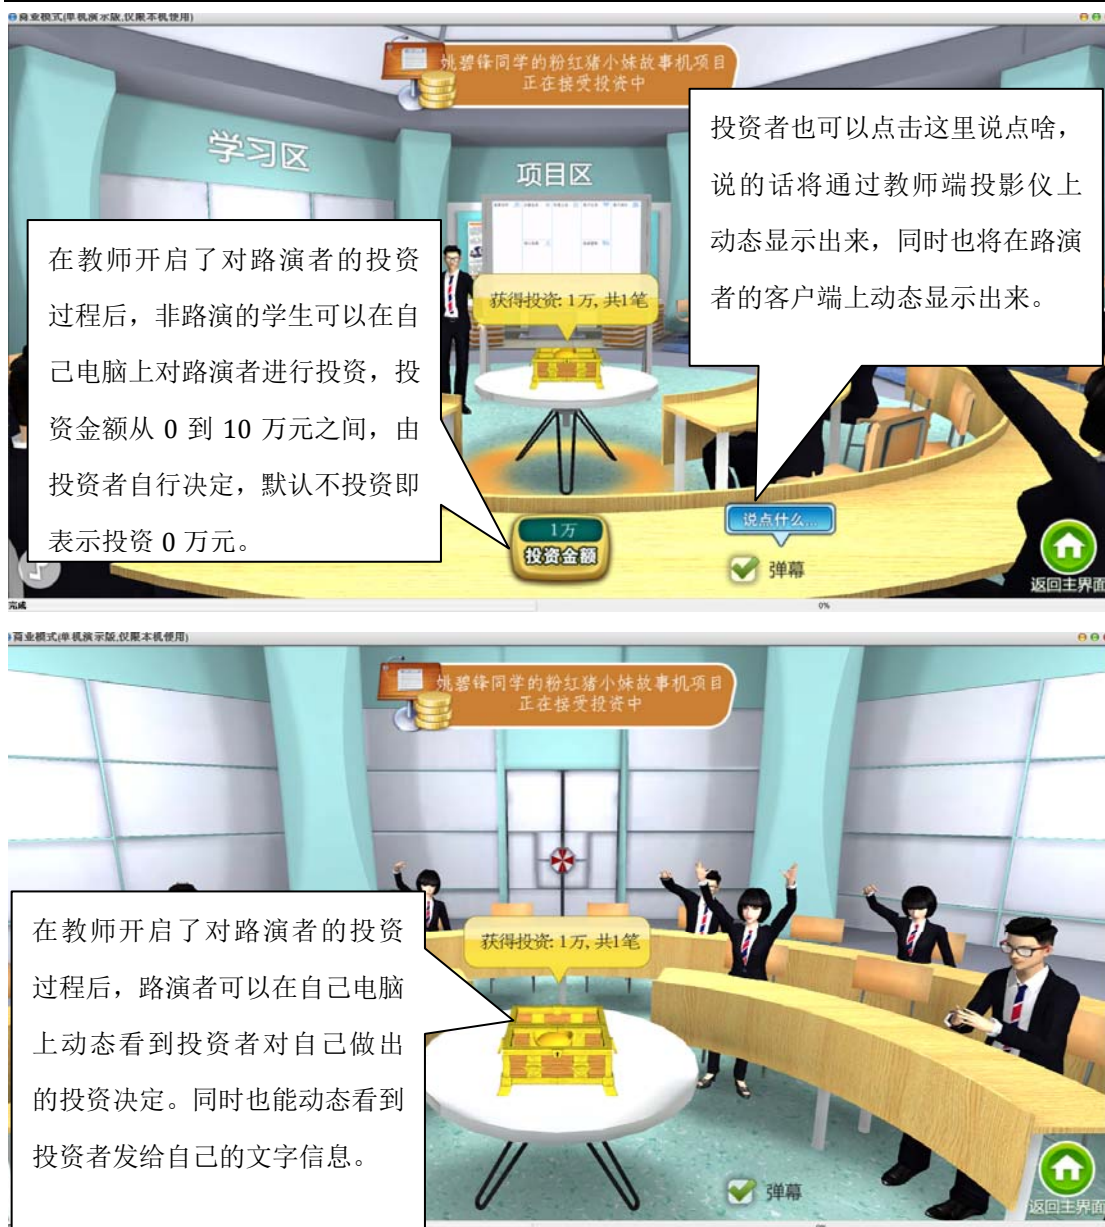 商业模式(单机演示版,仅限本机使用)
姚碧锋同学的粉红猪小妹故事机项目
正在接受投资中
学习区
项目区
投资者也可以点击这里说点啥，
说的话将通过教师端投影仪上
动态显示出来，同时也将在路演
者的客户端上动态显示出来。
在教师开启了对路演者的投资
过程后，非路演的学生可以在自
己电脑上对路演者进行投资，投
资金额从 0 到 10 万元之间，由
投资者自行决定，默认不投资即
表示投资 0 万元。
获得投资: 1万, 共1笔
1万
投资金额
说点什么...
弹幕
返回主界面
完成
0%
商业模式(单机演示版,仅限本机使用)
姚碧锋同学的粉红猪小妹故事机项目
正在接受投资中
在教师开启了对路演者的投资
过程后，路演者可以在自己电脑
上动态看到投资者对自己做出
的投资决定。同时也能动态看到
投资者发给自己的文字信息。
获得投资: 1万, 共1笔
弹幕
返回主界面